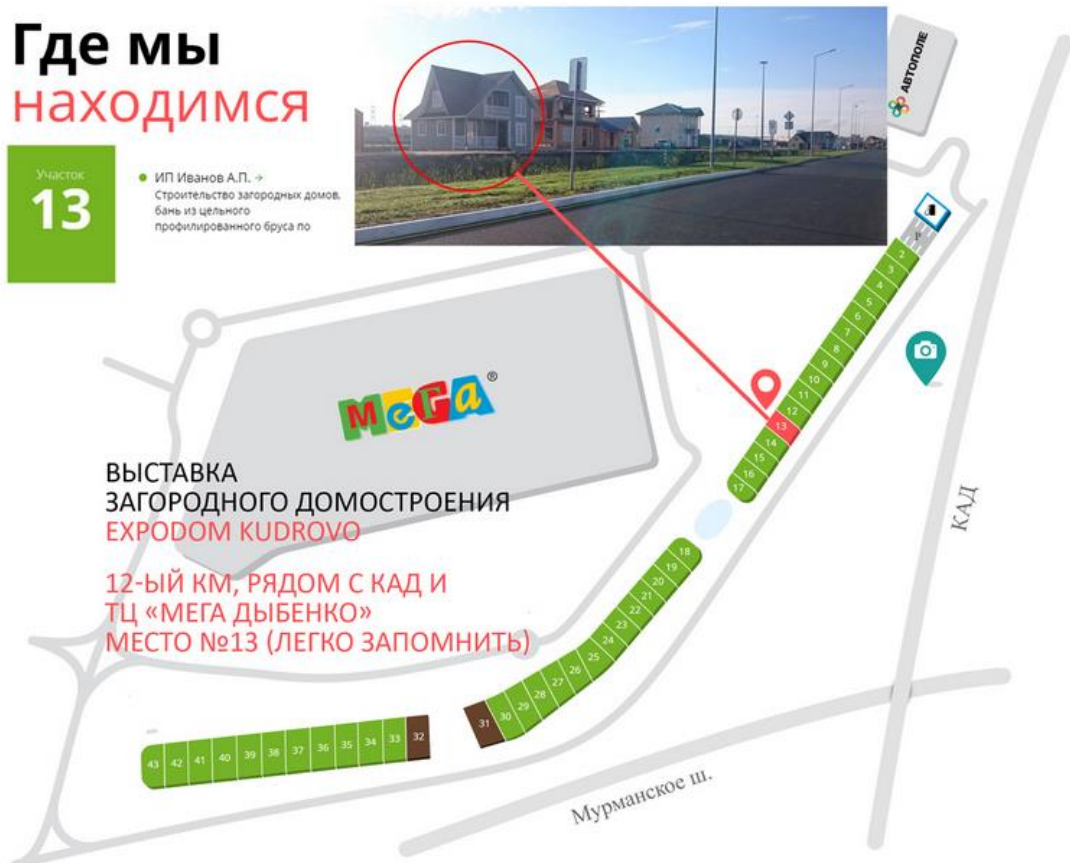 Где мы
находимся
Участок
13
ИП Иванов А.П. →
Строительство загородных домов,
бань из цельного
профилированного бруса по
АВТОПОЛЕ
P
2
3
4
5
6
7
8
9
10
11
12
13
14
15
16
17
МЕГА®
ВЫСТАВКА
ЗАГОРОДНОГО ДОМОСТРОЕНИЯ
EXPODOM KUDROVO
12-ЫЙ КМ, РЯДОМ С КАД И
ТЦ «МЕГА ДЫБЕНКО»
МЕСТО №13 (ЛЕГКО ЗАПОМНИТЬ)
КАД
18
19
20
21
22
23
24
25
26
27
28
29
30
31
32
33
34
35
36
37
38
39
40
41
42
43
Мурманское ш.